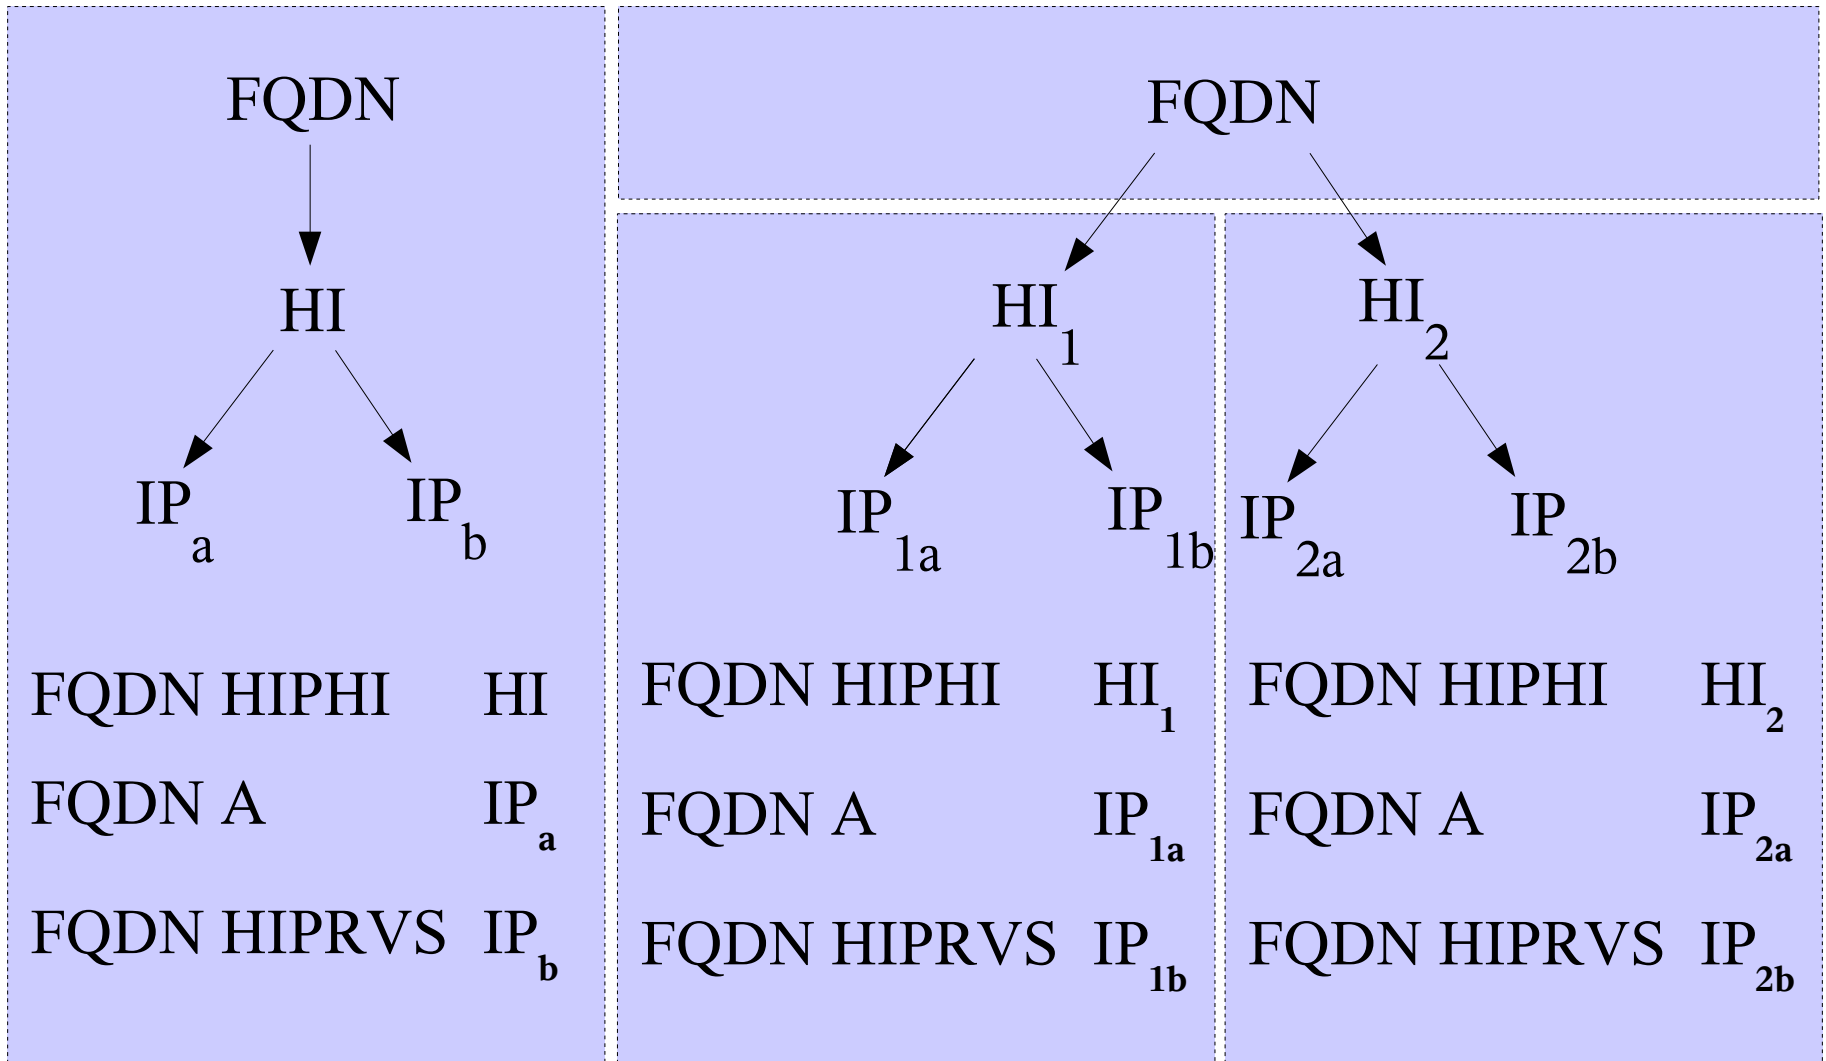 FQDN
HI
IPa IPb
FQDN HIPHI HI
FQDN A IPa
FQDN HIPRVS IPb
FQDN
HI1 HI2
IP1a IP1b
FQDN HIPHI HI1
FQDN A IP1a
FQDN HIPRVS IP1b
IP2a IP2b
FQDN HIPHI HI2
FQDN A IP2a
FQDN HIPRVS IP2b